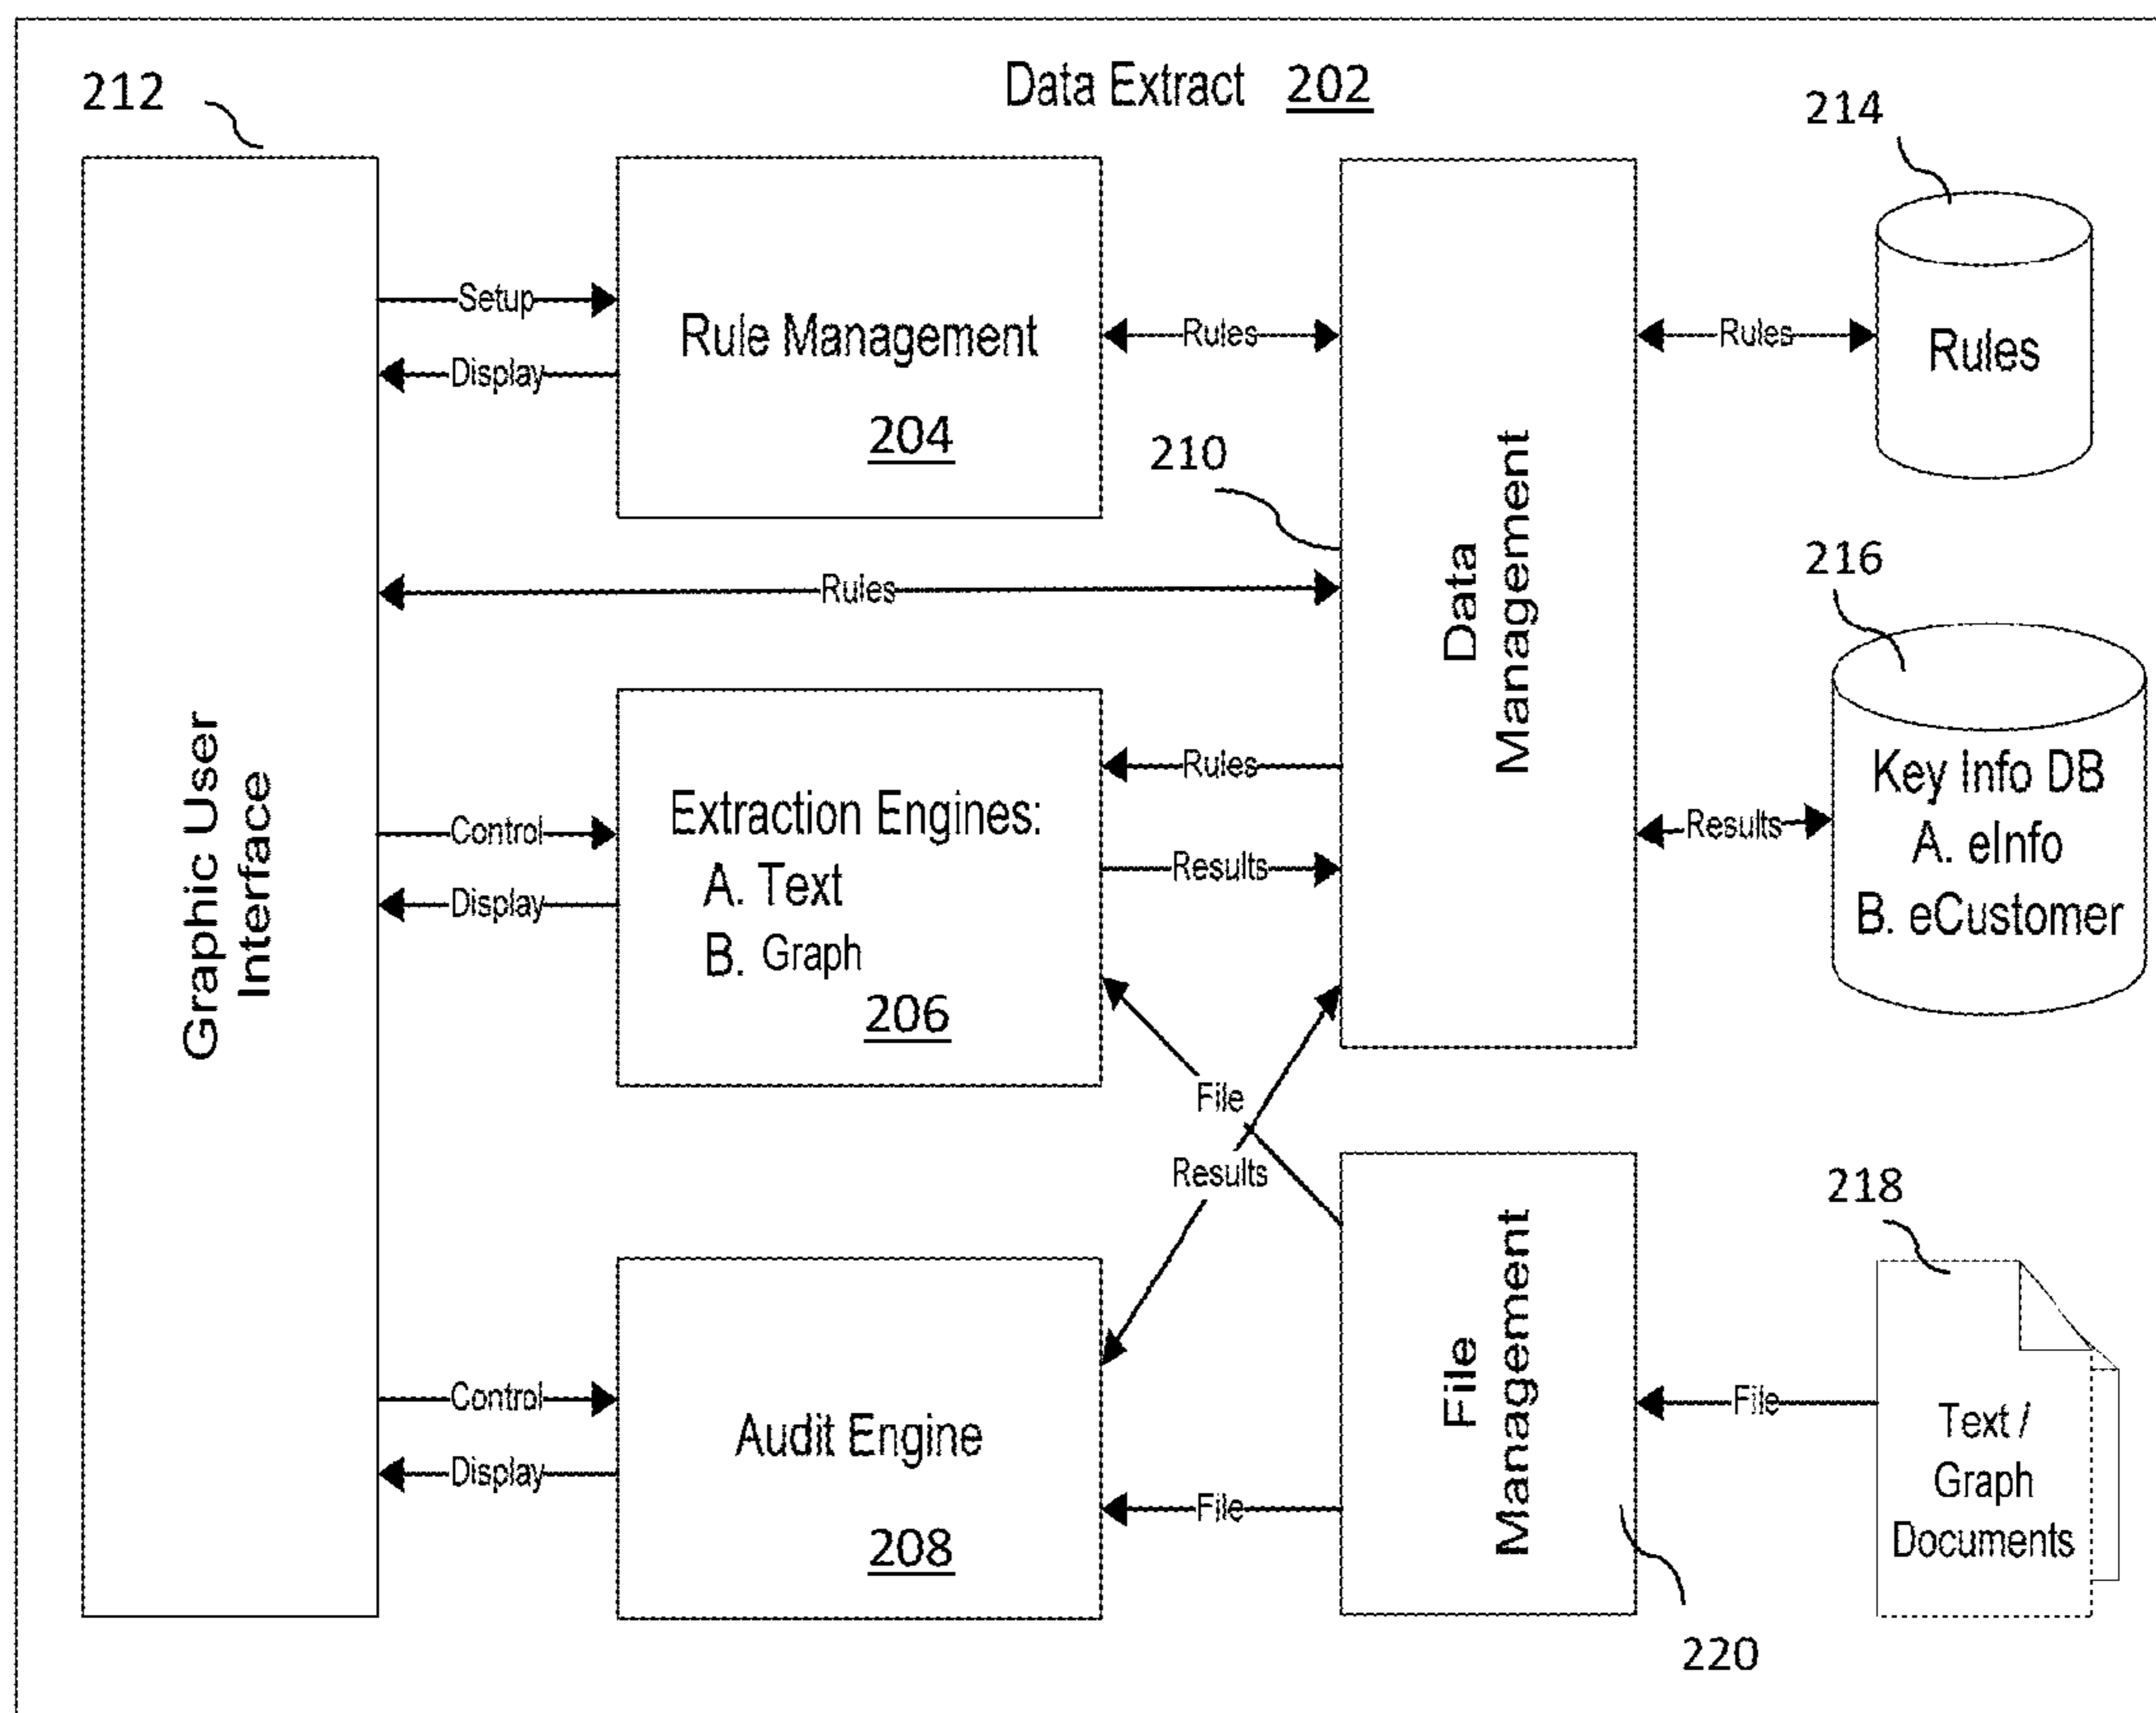 Data Extract 202
212
214
Setup
Display
Rule Management
204
Rules
Rules
Rules
210
Rules
216
Graphic User
Interface
Data
Management
Control
Display
Extraction Engines:
A. Text
B. Graph
206
Rules
Results
Results
Key Info DB
A. eInfo
B. eCustomer
File
Results
218
Control
Display
Audit Engine
208
File
File
Management
File
Text /
Graph
Documents
220